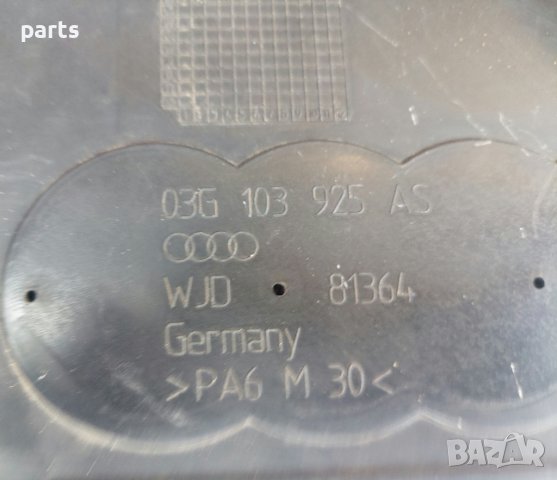 parts
03G 103 925 AS
WJD 81364
Germany
>PA6 M 30<
BAZAR